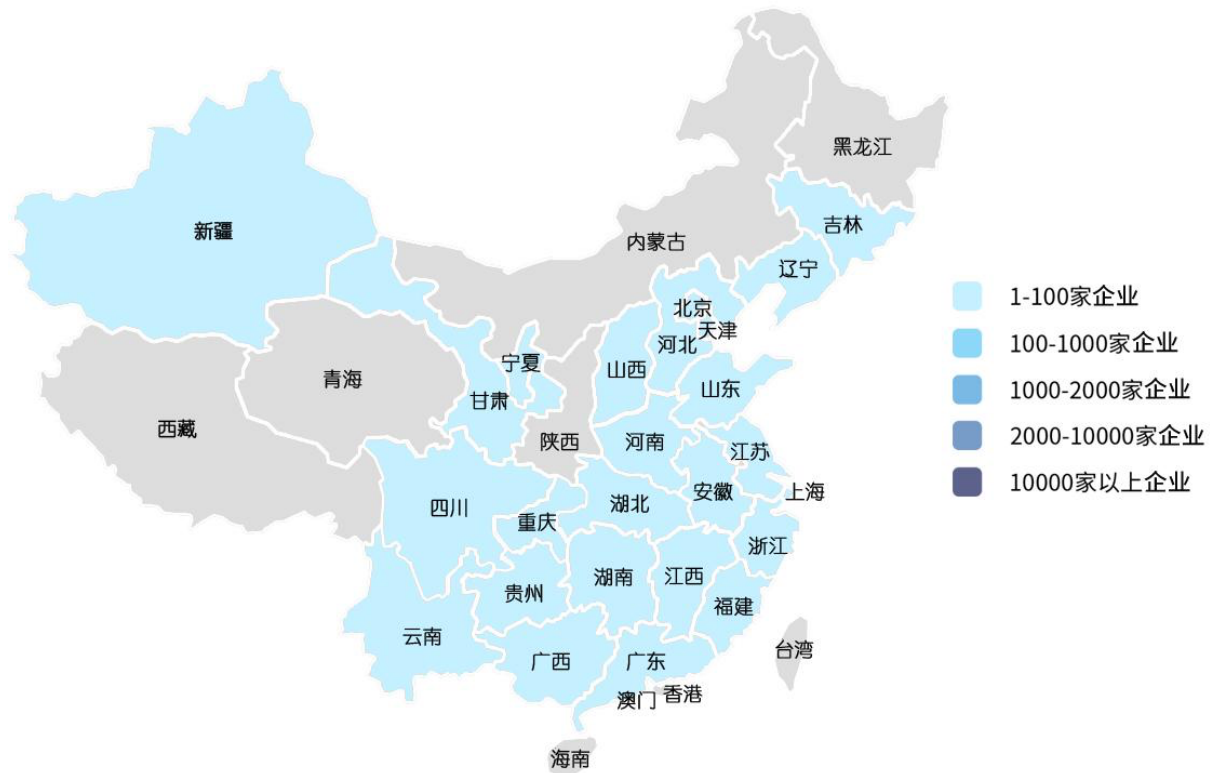 黑龙江
吉林
新疆
内蒙古
辽宁
北京
天津
河北
宁夏
山西
青海
山东
甘肃
西藏
陕西
河南
江苏
安徽
上海
四川
湖北
重庆
浙江
湖南
江西
贵州
福建
云南
广西
广东
台湾
澳门
香港
海南
1-100家企业
100-1000家企业
1000-2000家企业
2000-10000家企业
10000家以上企业